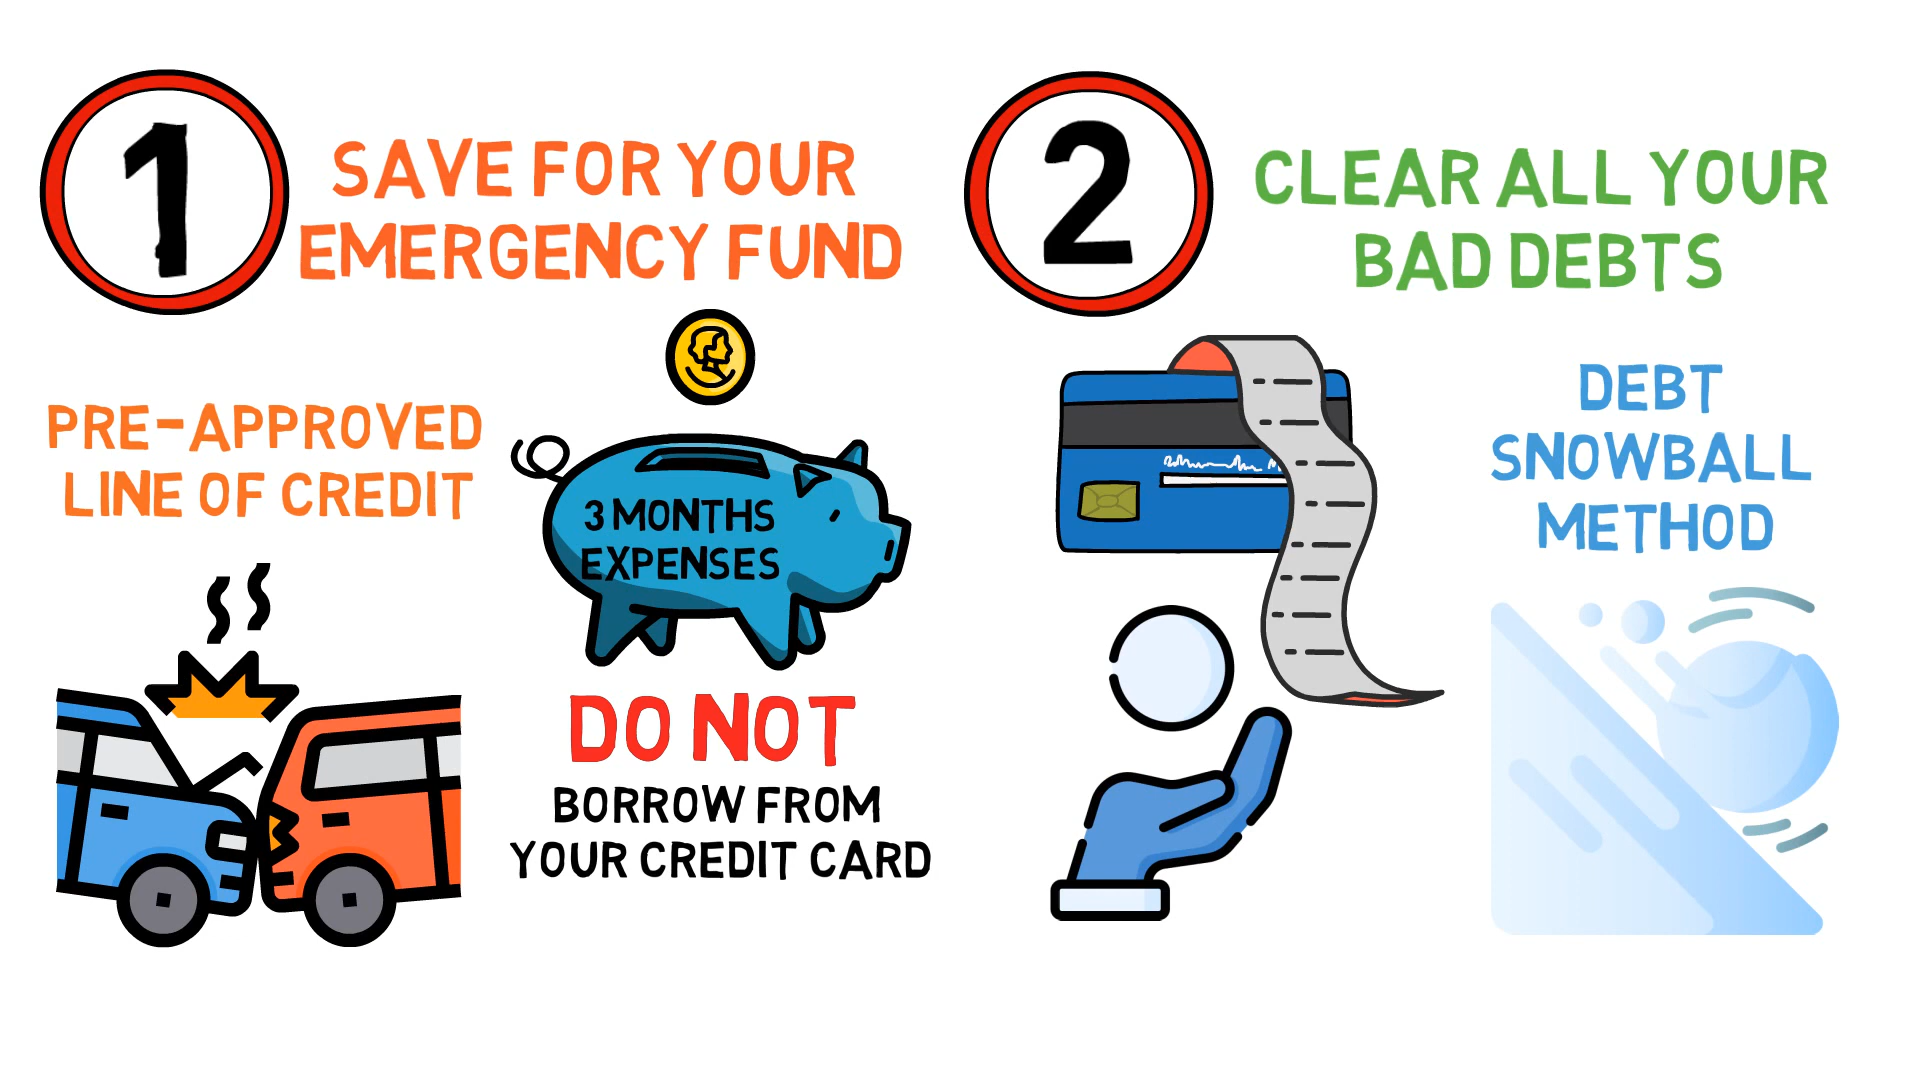 1
SAVE FOR YOUR
EMERGENCY FUND
PRE-APPROVED
LINE OF CREDIT
3 MONTHS
EXPENSES
DO NOT
BORROW FROM
YOUR CREDIT CARD
2
CLEAR ALL YOUR
BAD DEBTS
DEBT
SNOWBALL
METHOD